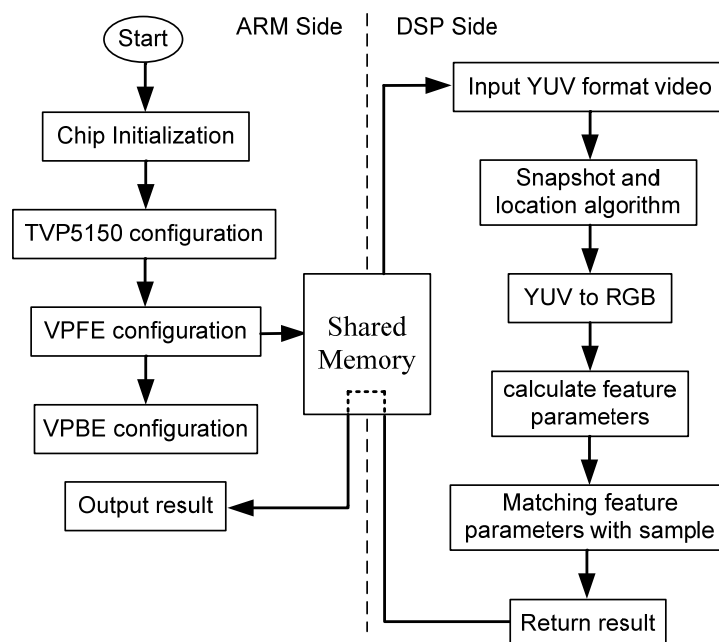 ARM Side
DSP Side
Start
Chip Initialization
TVP5150 configuration
VPFE configuration
VPBE configuration
Output result
Shared
Memory
Input YUV format video
Snapshot and
location algorithm
YUV to RGB
calculate feature
parameters
Matching feature
parameters with sample
Return result